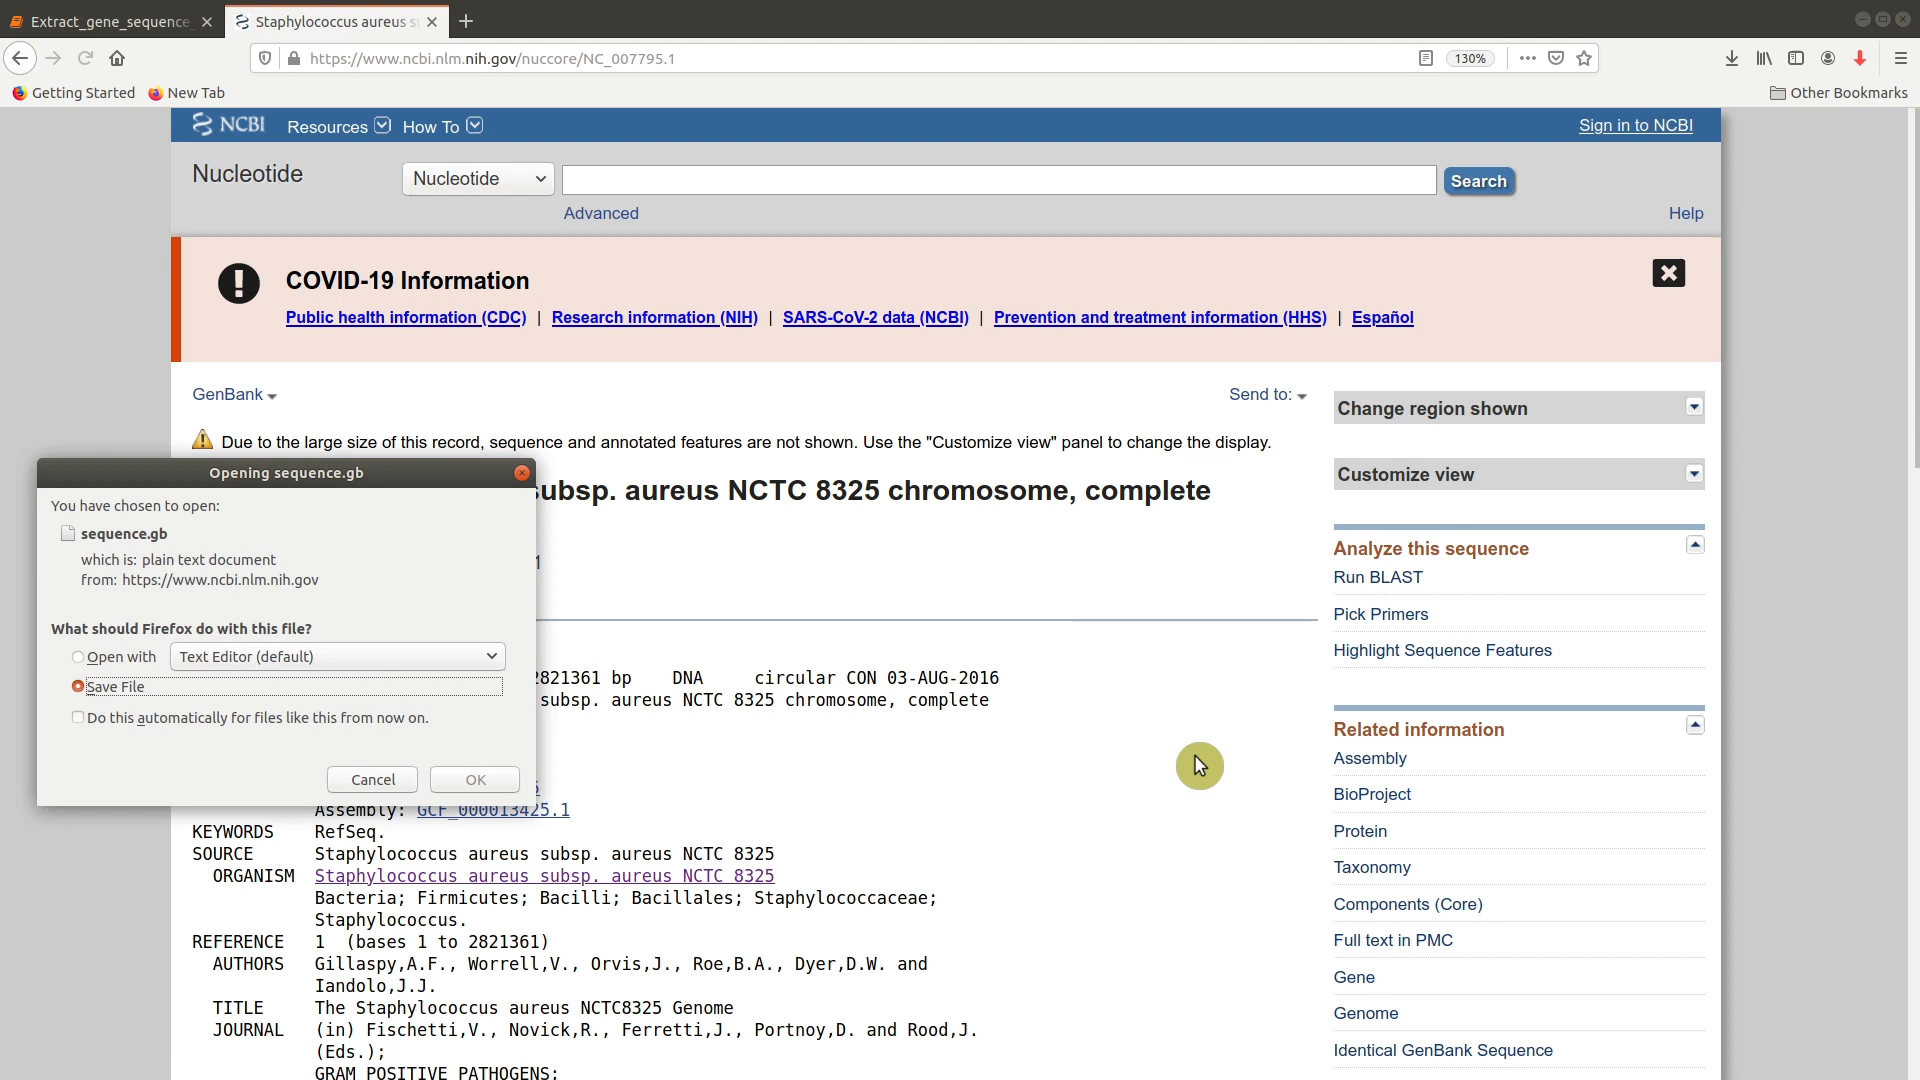 Extract_gene_sequence
Staphylococcus aureus s
https://www.ncbi.nlm.nih.gov/nuccore/NC_007795.1
130%
Getting Started
New Tab
Other Bookmarks
NCBI
Resources
How To
Sign in to NCBI
Nucleotide
Nucleotide
Search
Advanced
Help
COVID-19 Information
Public health information (CDC) | Research information (NIH) | SARS-CoV-2 data (NCBI) | Prevention and treatment information (HHS) | Español
GenBank
Send to:
Change region shown
Due to the large size of this record, sequence and annotated features are not shown. Use the "Customize view" panel to change the display.
Customize view
ubsp. aureus NCTC 8325 chromosome, complete
Opening sequence.gb
You have chosen to open:
sequence.gb
which is: plain text document
from: https://www.ncbi.nlm.nih.gov
What should Firefox do with this file?
Open with
Text Editor (default)
Save File
Do this automatically for files like this from now on.
Cancel
OK
1
821361 bp DNA circular CON 03-AUG-2016
subsp. aureus NCTC 8325 chromosome, complete
Assembly: GCF_000013425.1
KEYWORDS RefSeq.
SOURCE Staphylococcus aureus subsp. aureus NCTC 8325
ORGANISM Staphylococcus aureus subsp. aureus NCTC 8325
Bacteria; Firmicutes; Bacilli; Bacillales; Staphylococcaceae;
Staphylococcus.
REFERENCE 1 (bases 1 to 2821361)
AUTHORS Gillaspy,A.F., Worrell,V., Orvis,J., Roe,B.A., Dyer,D.W. and
Iandolo,J.J.
TITLE The Staphylococcus aureus NCTC8325 Genome
JOURNAL (in) Fischetti,V., Novick,R., Ferretti,J., Portnoy,D. and Rood,J.
(Eds.);
GRAM POSITIVE PATHOGENS:
Analyze this sequence
Run BLAST
Pick Primers
Highlight Sequence Features
Related information
Assembly
BioProject
Protein
Taxonomy
Components (Core)
Full text in PMC
Gene
Genome
Identical GenBank Sequence